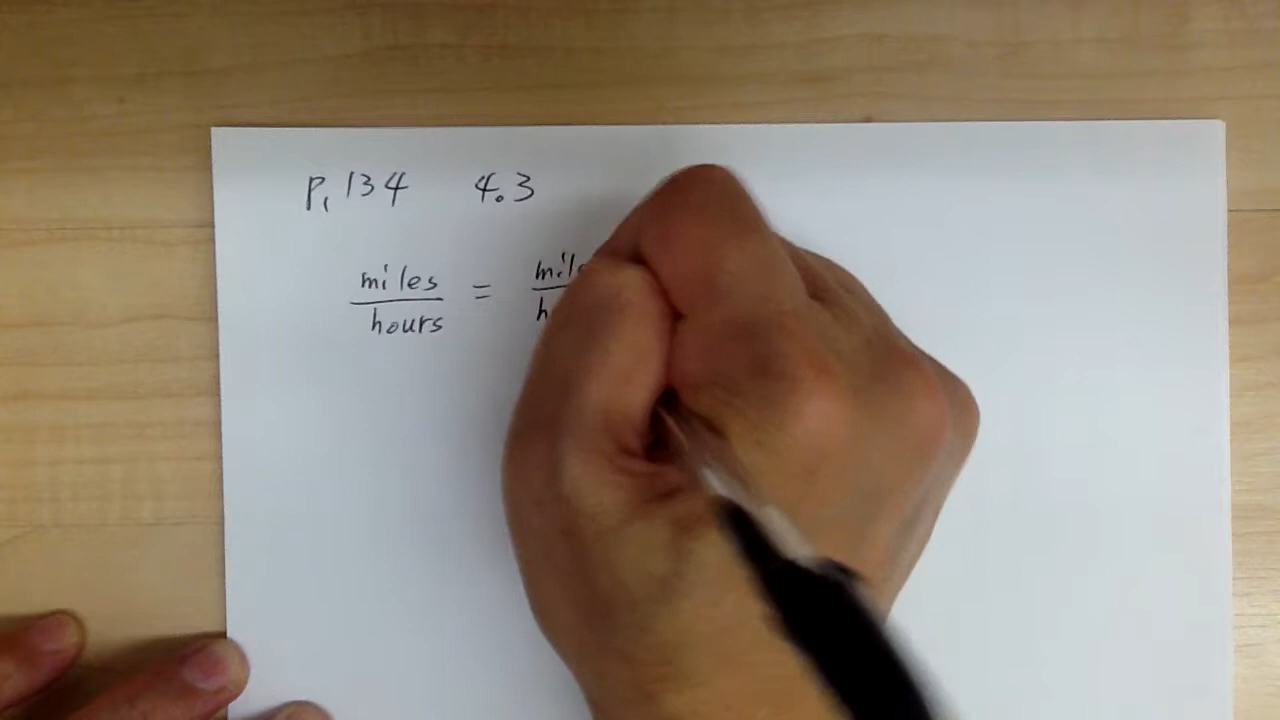 p. 134 4.3
miles =
hours